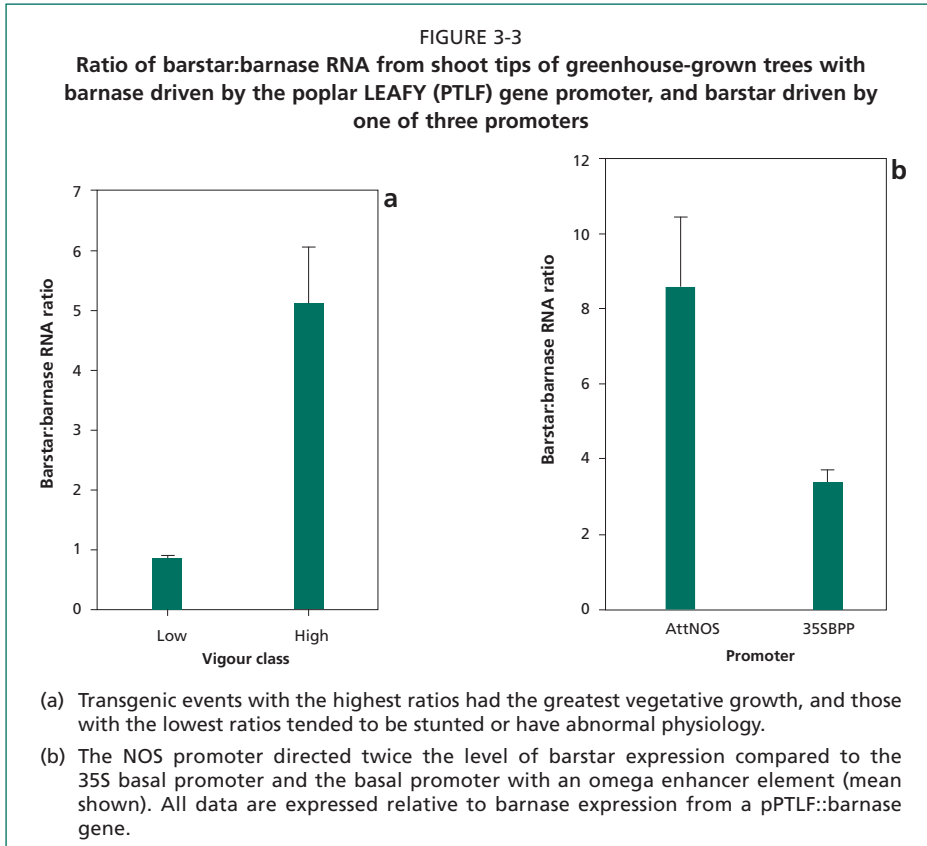 FIGURE 3-3
Ratio of barstar:barnase RNA from shoot tips of greenhouse-grown trees with
barnase driven by the poplar LEAFY (PTLF) gene promoter, and barstar driven by
one of three promoters
a
7
6
5
4
3
2
1
0
Barstar:barnase RNA ratio
Low High
Vigour class
b
12
10
8
6
4
2
0
Barstar:barnase RNA ratio
AttNOS 35SBPP
Promoter
(a) Transgenic events with the highest ratios had the greatest vegetative growth, and those
with the lowest ratios tended to be stunted or have abnormal physiology.
(b) The NOS promoter directed twice the level of barstar expression compared to the
35S basal promoter and the basal promoter with an omega enhancer element (mean
shown). All data are expressed relative to barnase expression from a pPTLF::barnase
gene.